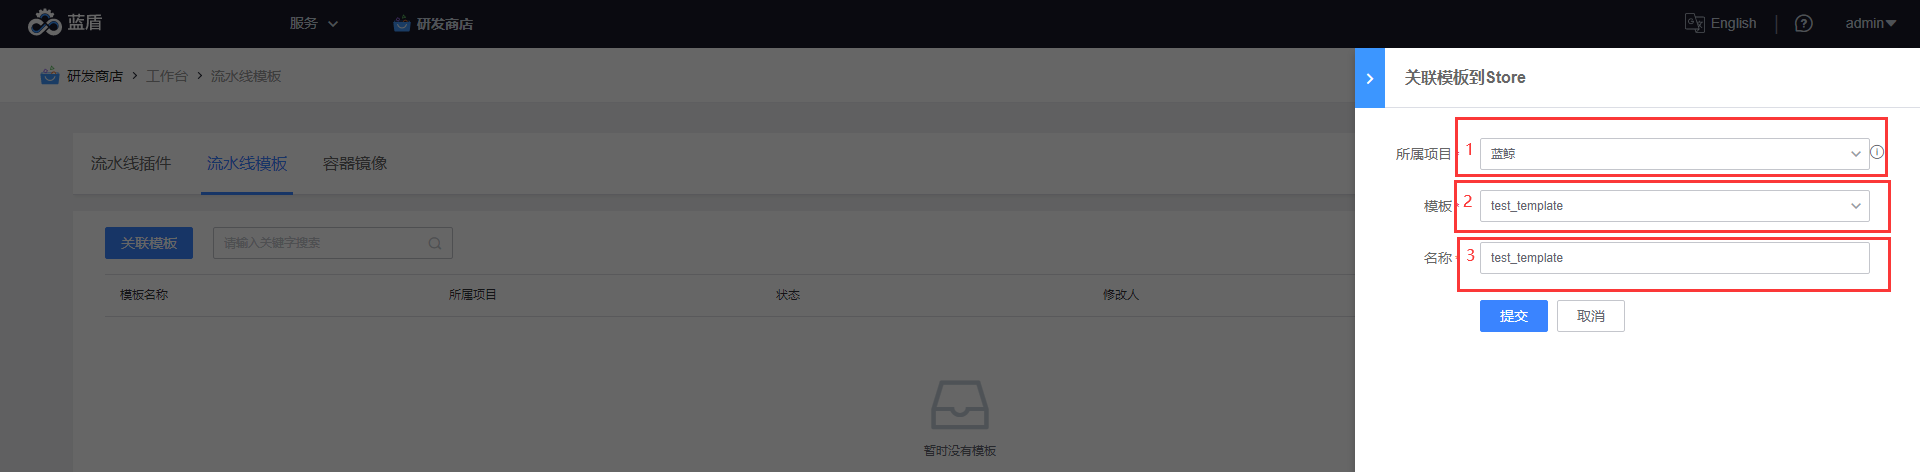 蓝盾
服务
研发商店
English
admin
研发商店 > 工作台 > 流水线模板
流水线插件
流水线模板
容器镜像
关联模板
请输入关键字搜索
模板名称
所属项目
状态
修改人
暂时没有模板
关联模板到Store
所属项目 * 1 蓝鲸
模板 * 2 test_template
名称 * 3 test_template
提交
取消